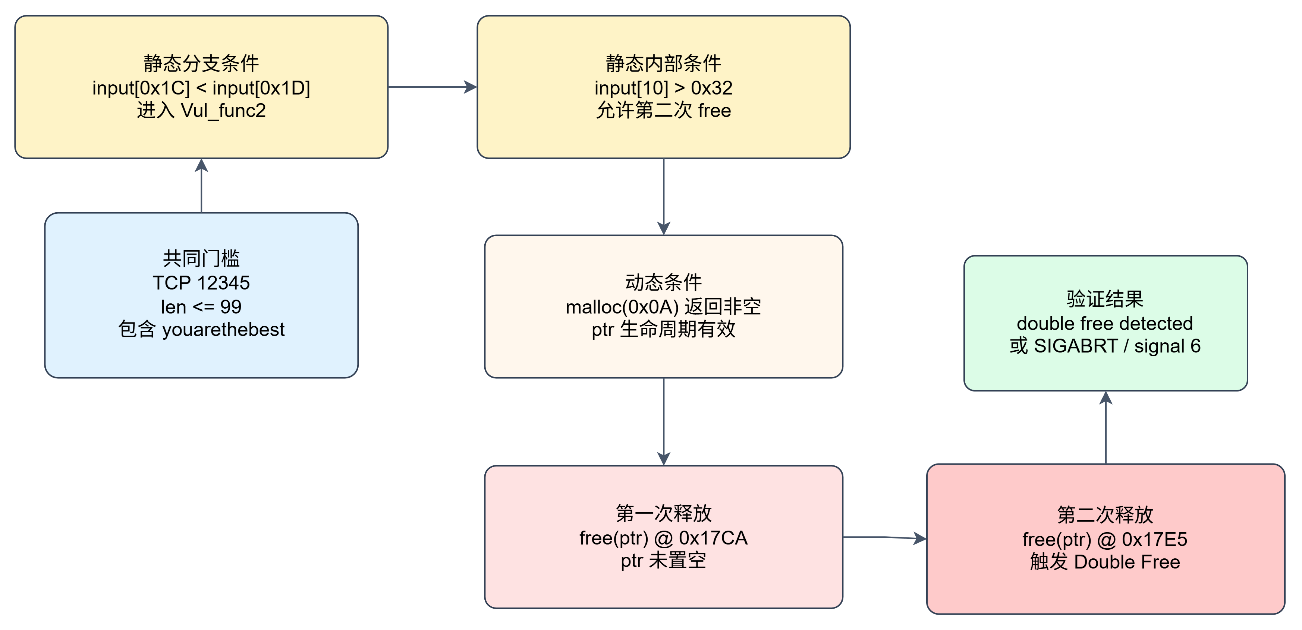 静态分支条件
input[0x1C] < input[0x1D]
进入 Vul_func2
静态内部条件
input[10] > 0x32
允许第二次 free
共同门槛
TCP 12345
len <= 99
包含 youarethebest
动态条件
malloc(0x0A) 返回非空
ptr 生命周期有效
验证结果
double free detected
或 SIGABRT / signal 6
第一次释放
free(ptr) @ 0x17CA
ptr 未置空
第二次释放
free(ptr) @ 0x17E5
触发 Double Free